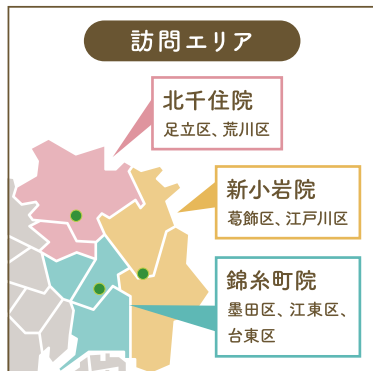 訪問エリア
北千住院
足立区、荒川区
新小岩院
葛飾区、江戸川区
錦糸町院
墨田区、江東区、
台東区